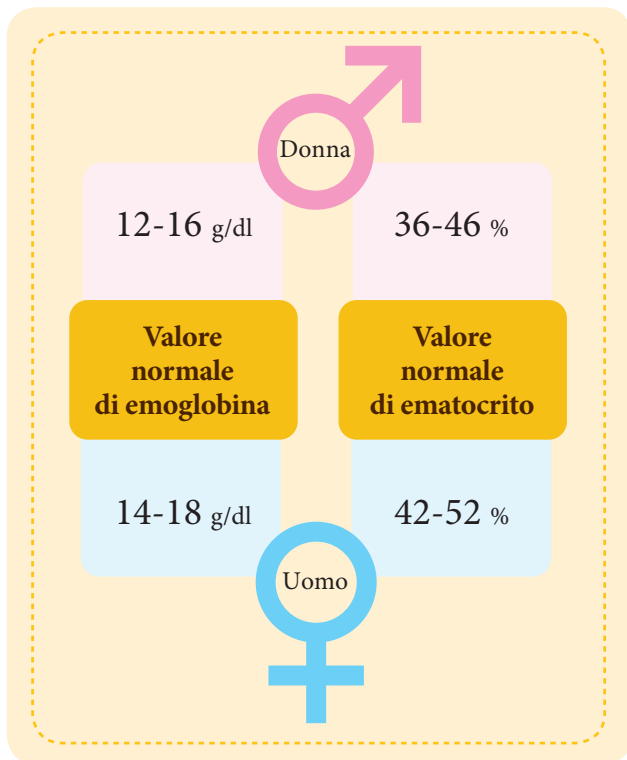 Donna
12-16 g/dl
36-46 %
Valore
normale
di emoglobina
Valore
normale
di ematocrito
14-18 g/dl
42-52 %
Uomo